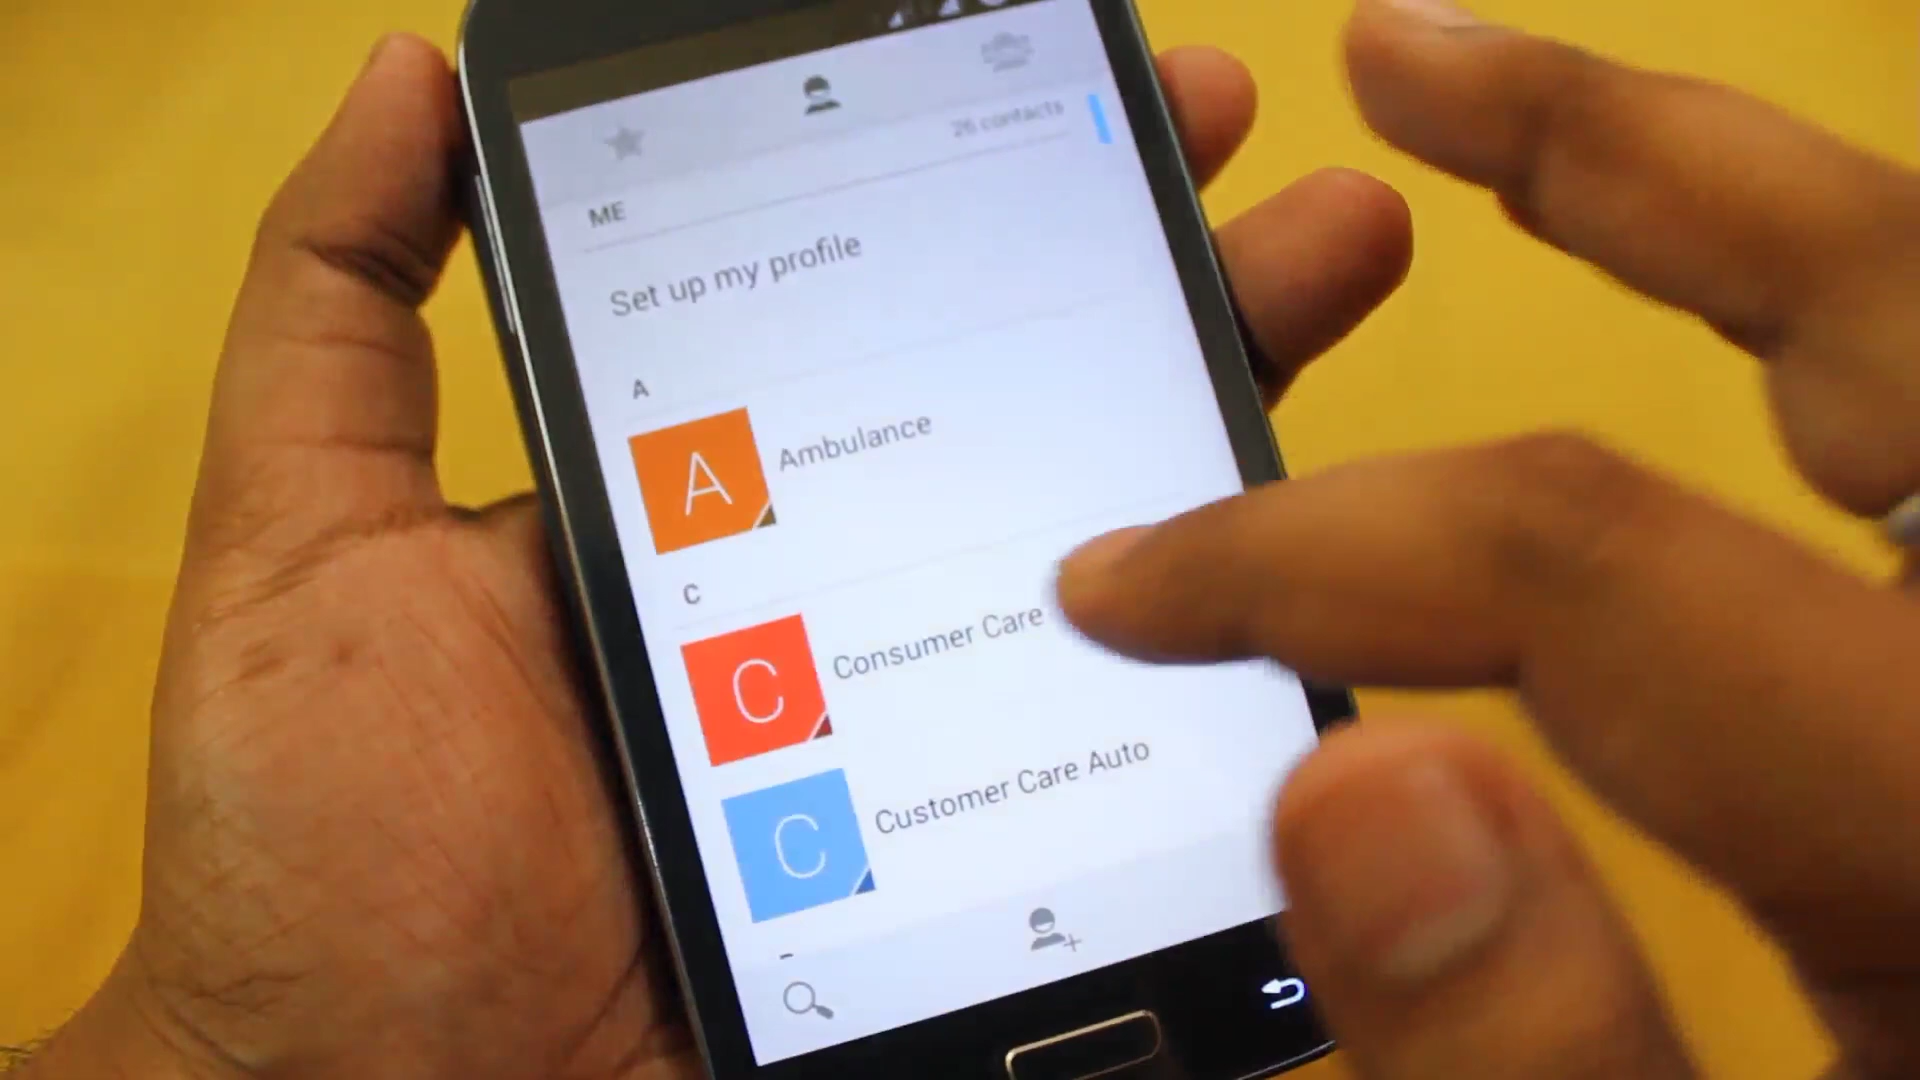 26 contacts
ME
Set up my profile
A
A
Ambulance
C
C
Consumer Care
C
Customer Care Auto